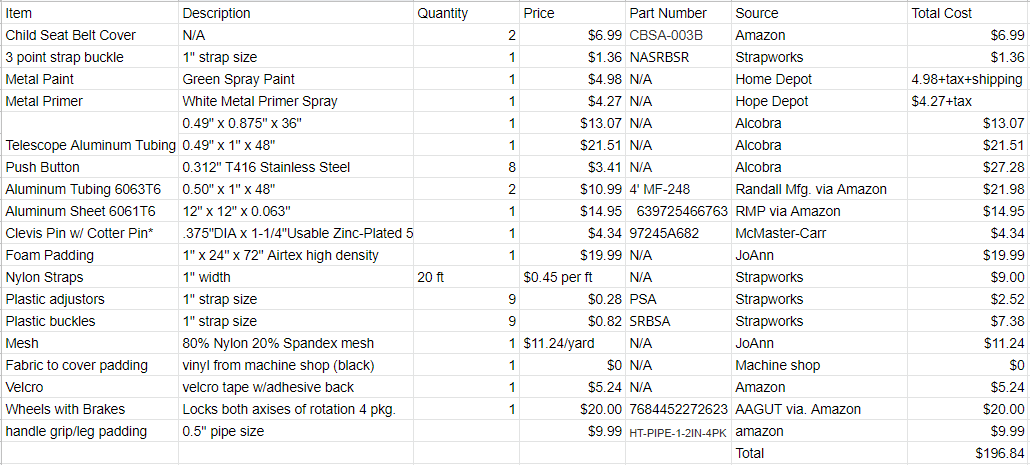 Item Description Quantity Price Part Number Source Total Cost
Child Seat Belt Cover N/A 2 $6.99 CBSA-003B Amazon $6.99
3 point strap buckle 1" strap size 1 $1.36 NASRBSR Strapworks $1.36
Metal Paint Green Spray Paint 1 $4.98 N/A Home Depot 4.98+tax+shipping
Metal Primer White Metal Primer Spray 1 $4.27 N/A Hope Depot $4.27+tax
0.49" x 0.875" x 36" 1 $13.07 N/A Alcobra $13.07
Telescope Aluminum Tubing 0.49" x 1" x 48" 1 $21.51 N/A Alcobra $21.51
Push Button 0.312" T416 Stainless Steel 8 $3.41 N/A Alcobra $27.28
Aluminum Tubing 6063T6 0.50" x 1" x 48" 2 $10.99 4' MF-248 Randall Mfg. via Amazon $21.98
Aluminum Sheet 6061T6 12" x 12" x 0.063" 1 $14.95 639725466763 RMP via Amazon $14.95
Clevis Pin w/ Cotter Pin* .375"DIA x 1-1/4"Usable Zinc-Plated 5 1 $4.34 97245A682 McMaster-Carr $4.34
Foam Padding 1" x 24" x 72" Airtex high density 1 $19.99 N/A JoAnn $19.99
Nylon Straps 1" width 20 ft $0.45 per ft N/A Strapworks $9.00
Plastic adjustors 1" strap size 9 $0.28 PSA Strapworks $2.52
Plastic buckles 1" strap size 9 $0.82 SRBSA Strapworks $7.38
Mesh 80% Nylon 20% Spandex mesh 1 $11.24/yard N/A JoAnn $11.24
Fabric to cover padding vinyl from machine shop (black) 1 $0 N/A Machine shop $0
Velcro velcro tape w/adhesive back 1 $5.24 N/A Amazon $5.24
Wheels with Brakes Locks both axises of rotation 4 pkg. 1 $20.00 7684452272623 AAGUT via. Amazon $20.00
handle grip/leg padding 0.5" pipe size $9.99 HT-PIPE-1-2IN-4PK amazon $9.99
Total $196.84